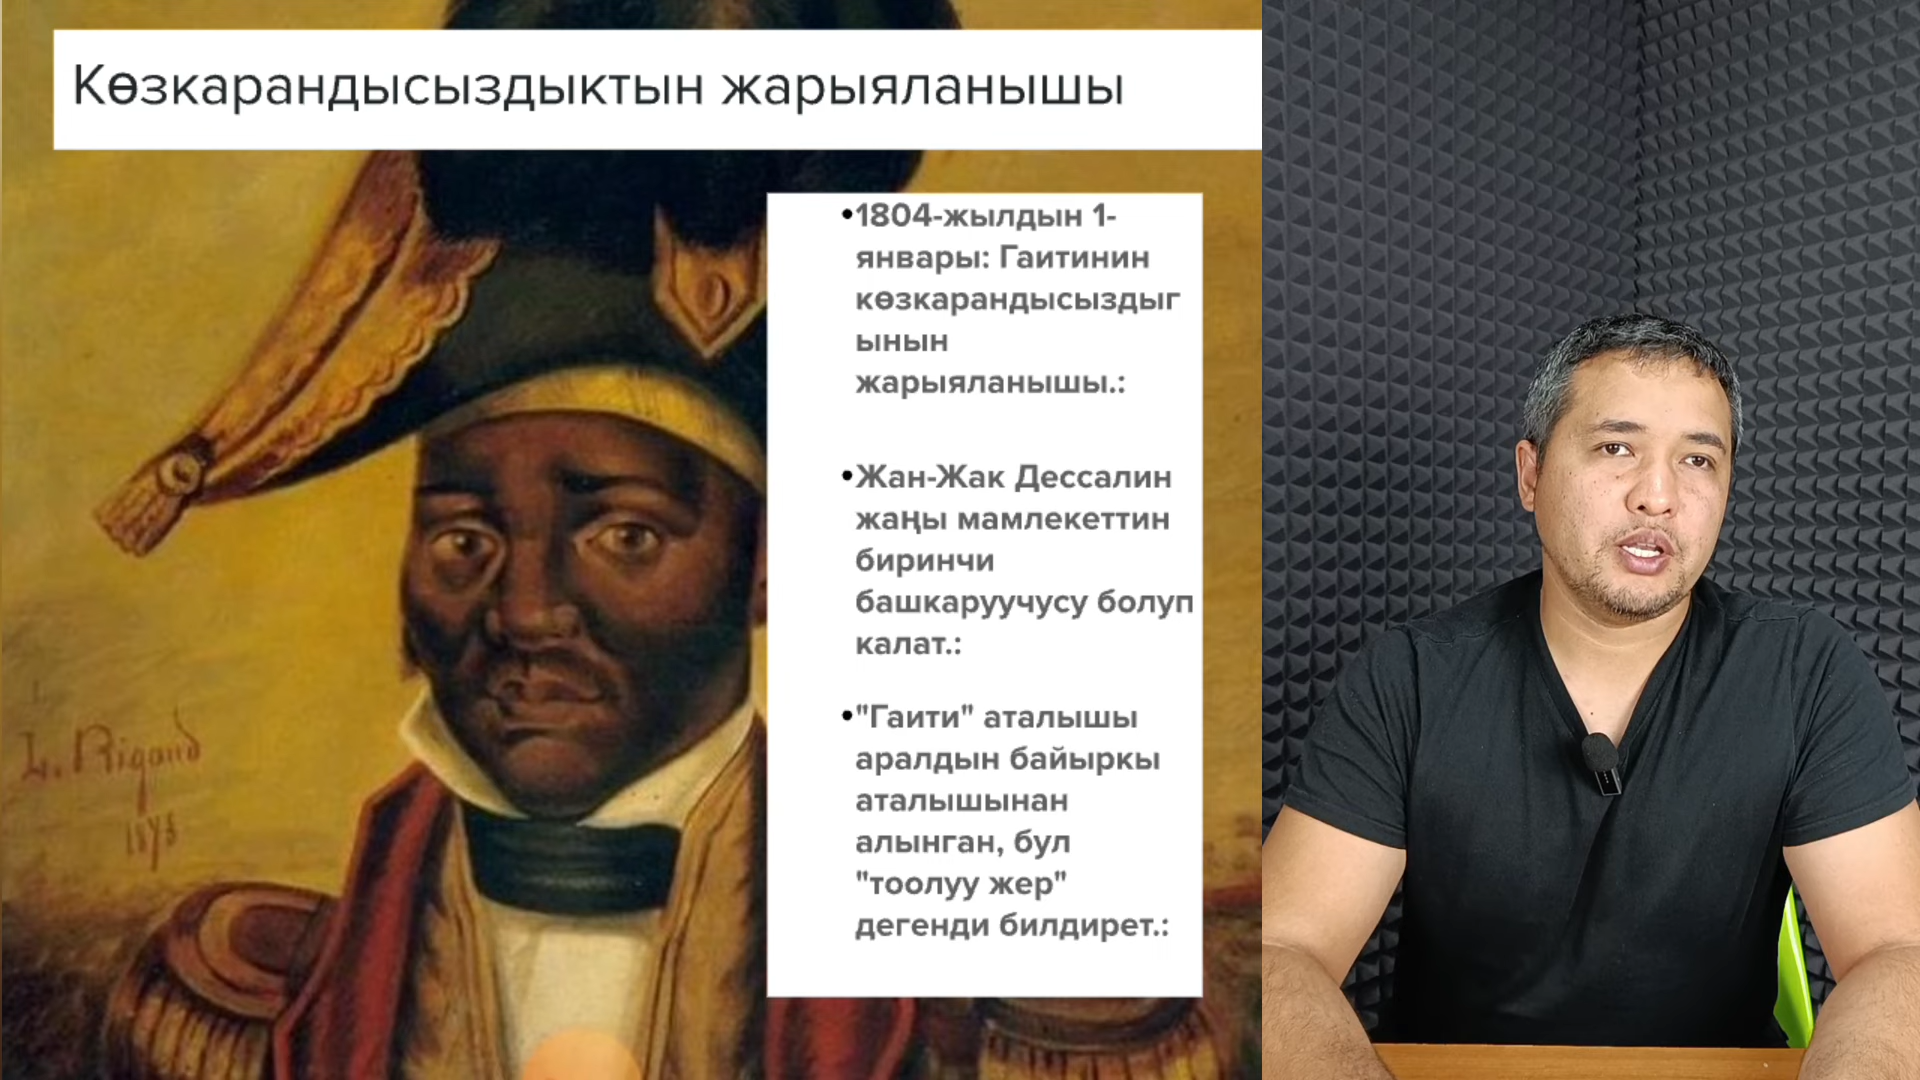 Көзкарандысыздыктын жарыяланышы
•1804-жылдын 1-
январы: Гаитинин
көзкарандысыздыг
ынын
жарыяланышы.:
•Жан-Жак Дессалин
жаңы мамлекеттин
биринчи
башкаруучусу болуп
калат.:
•"Гаити" аталышы
аралдын байыркы
аталышынан
алынган, бул
"тоолуу жер"
дегенди билдирет.:
L. Rigaud